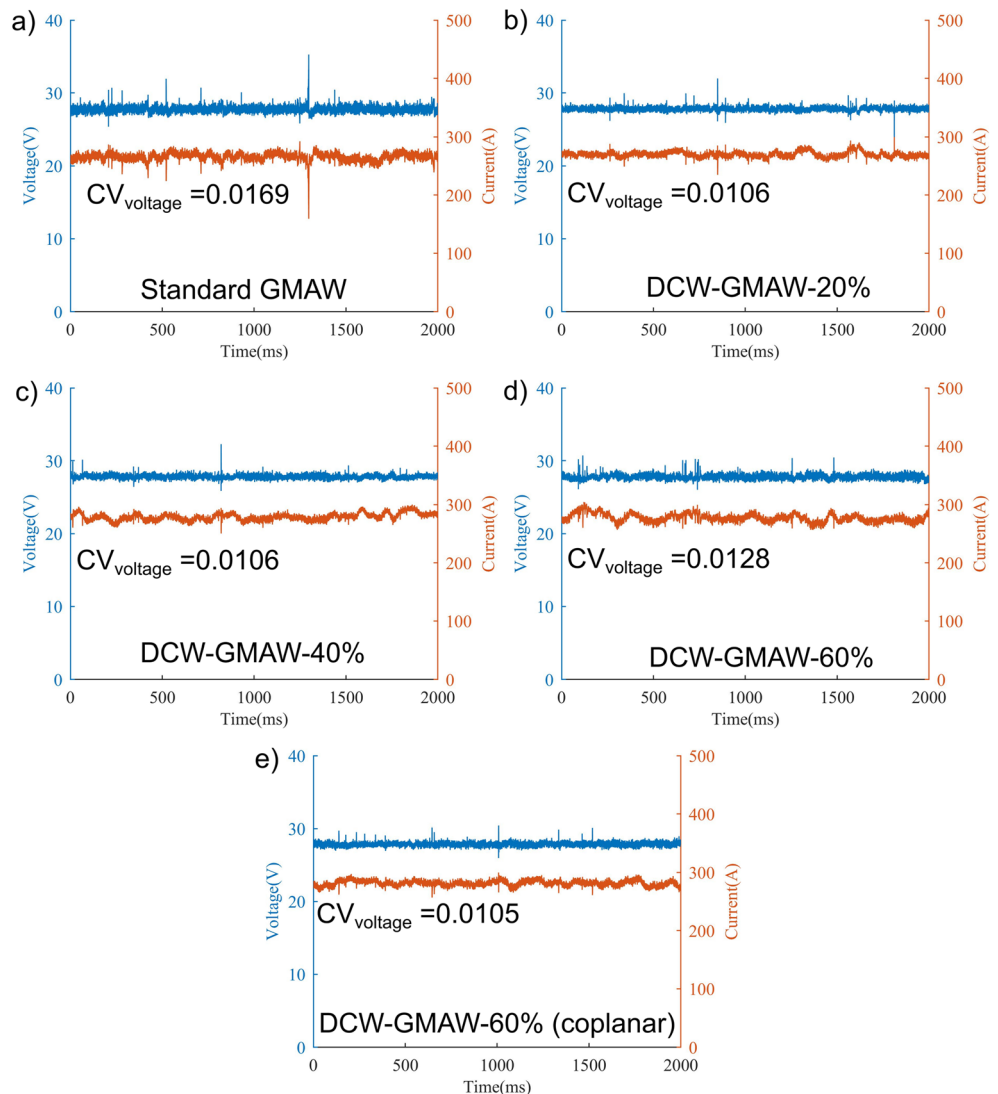 a)
40
30
20
10
0
Voltage(V)
500
400
300
200
100
0
Current(A)
CVvoltage =0.0169
Standard GMAW
0 500 1000 1500 2000
Time(ms)
b)
40
30
20
10
0
Voltage(V)
500
400
300
200
100
0
Current(A)
CVvoltage =0.0106
DCW-GMAW-20%
0 500 1000 1500 2000
Time(ms)
c)
40
30
20
10
0
Voltage(V)
500
400
300
200
100
0
Current(A)
CVvoltage =0.0106
DCW-GMAW-40%
0 500 1000 1500 2000
Time(ms)
d)
40
30
20
10
0
Voltage(V)
500
400
300
200
100
0
Current(A)
CVvoltage =0.0128
DCW-GMAW-60%
0 500 1000 1500 2000
Time(ms)
e)
40
30
20
10
0
Voltage(V)
500
400
300
200
100
0
Current(A)
CVvoltage =0.0105
DCW-GMAW-60% (coplanar)
0 500 1000 1500 2000
Time(ms)